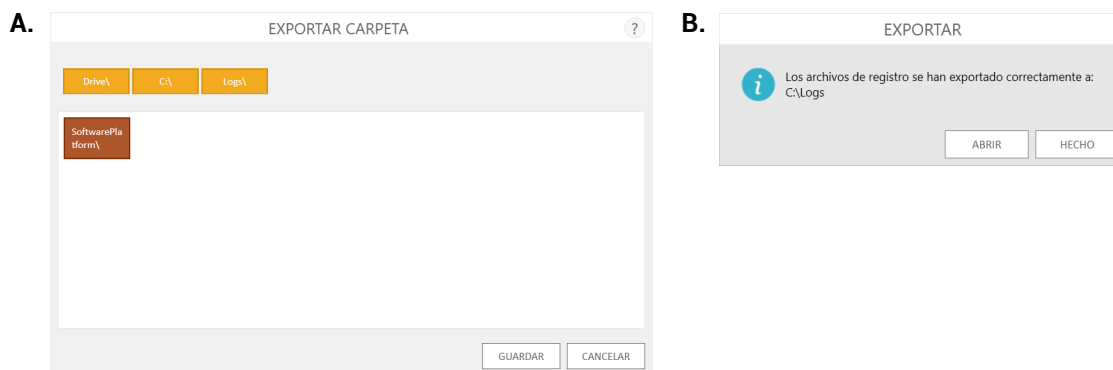 A.
EXPORTAR CARPETA
?
Drive\ C:\ Logs\
SoftwarePla
tform\
GUARDAR CANCELAR
B.
EXPORTAR
i
Los archivos de registro se han exportado correctamente a:
C:\Logs
ABRIR HECHO